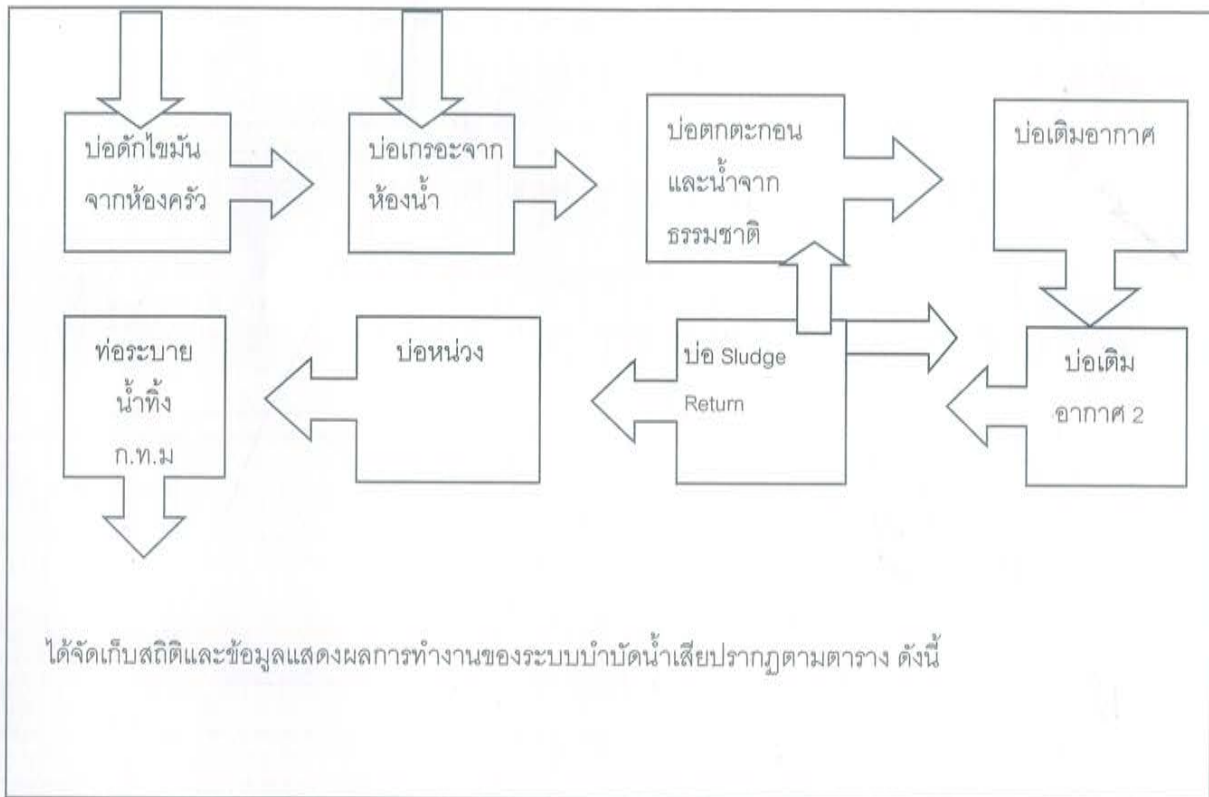 บ่อดักไขมัน
จากห้องครัว
บ่อเกรอะจาก
ห้องน้ำ
บ่อตกตะกอน
และน้ำจาก
ธรรมชาติ
บ่อเติมอากาศ
ท่อระบาย
น้ำทิ้ง
ก.ท.ม
บ่อหน่วง
บ่อ Sludge
Return
บ่อเติม
อากาศ 2
ได้จัดเก็บสถิติและข้อมูลแสดงผลการทำงานของระบบบำบัดน้ำเสียปรากฏตามตาราง ดังนี้